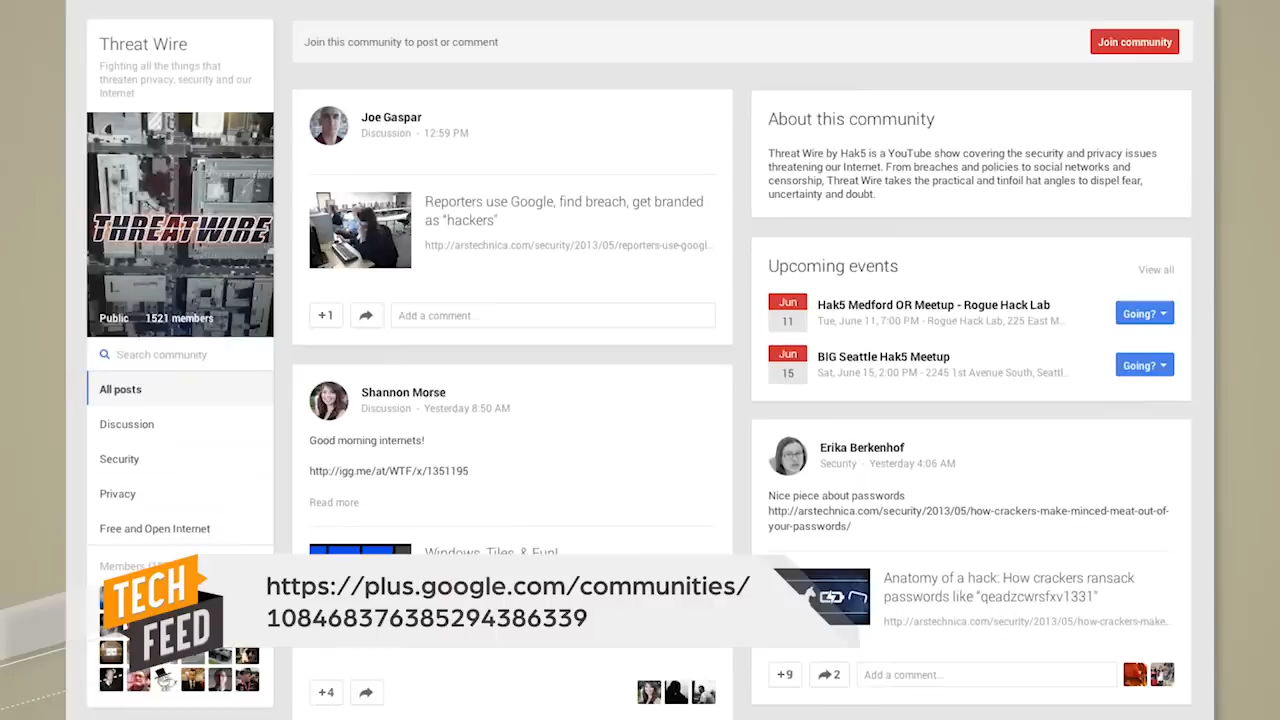 Threat Wire
Fighting all the things that
threaten privacy, security and our
Internet
THREATWIRE
Public 1521 members
Search community
All posts
Discussion
Security
Privacy
Free and Open Internet
Members
Join this community to post or comment
Join community
Joe Gaspar
Discussion - 12:59 PM
Reporters use Google, find breach, get branded
as “hackers”
http://arstechnica.com/security/2013/05/reporters-use-googl...
+1
Add a comment...
Shannon Morse
Discussion - Yesterday 8:50 AM
Good morning internets!
http://igg.me/at/WTF/x/1351195
Read more
Windows, Tiles, & Fun!
+4
About this community
Threat Wire by Hak5 is a YouTube show covering the security and privacy issues
threatening our Internet. From breaches and policies to social networks and
censorship, Threat Wire takes the practical and tinfoil hat angles to dispel fear,
uncertainty and doubt.
Upcoming events
View all
Jun
11
Hak5 Medford OR Meetup - Rogue Hack Lab
Tue, June 11, 7:00 PM - Rogue Hack Lab, 225 East M...
Going?
Jun
15
BIG Seattle Hak5 Meetup
Sat, June 15, 2:00 PM - 2245 1st Avenue South, Seattl...
Going?
Erika Berkenhof
Security - Yesterday 4:06 AM
Nice piece about passwords
http://arstechnica.com/security/2013/05/how-crackers-make-minced-meat-out-of-
your-passwords/
Anatomy of a hack: How crackers ransack
passwords like “qeadzcwrsfxv1331”
http://arstechnica.com/security/2013/05/how-crackers-make...
+9
2
Add a comment...
TECH
FEED
https://plus.google.com/communities/
108468376385294386339